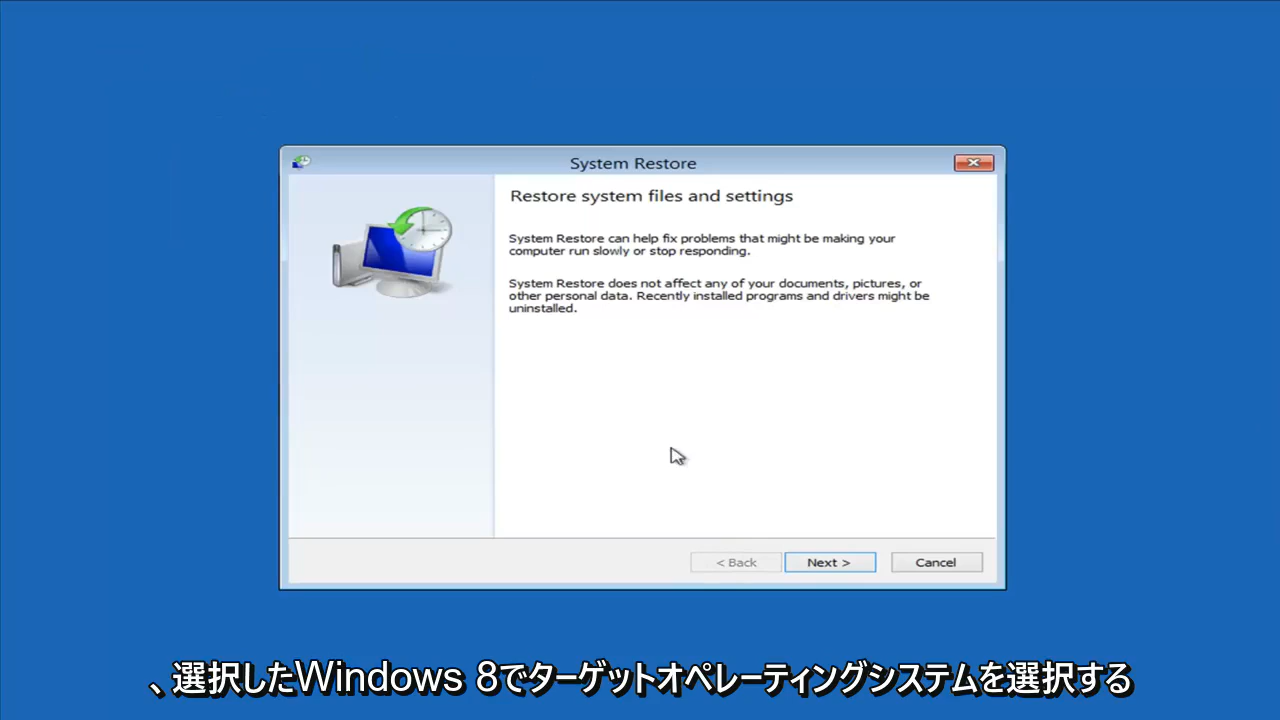 System Restore
Restore system files and settings
System Restore can help fix problems that might be making your
computer run slowly or stop responding.
System Restore does not affect any of your documents, pictures, or
other personal data. Recently installed programs and drivers might be
uninstalled.
< Back
Next >
Cancel
、選択したWindows 8でターゲットオペレーティングシステムを選択する